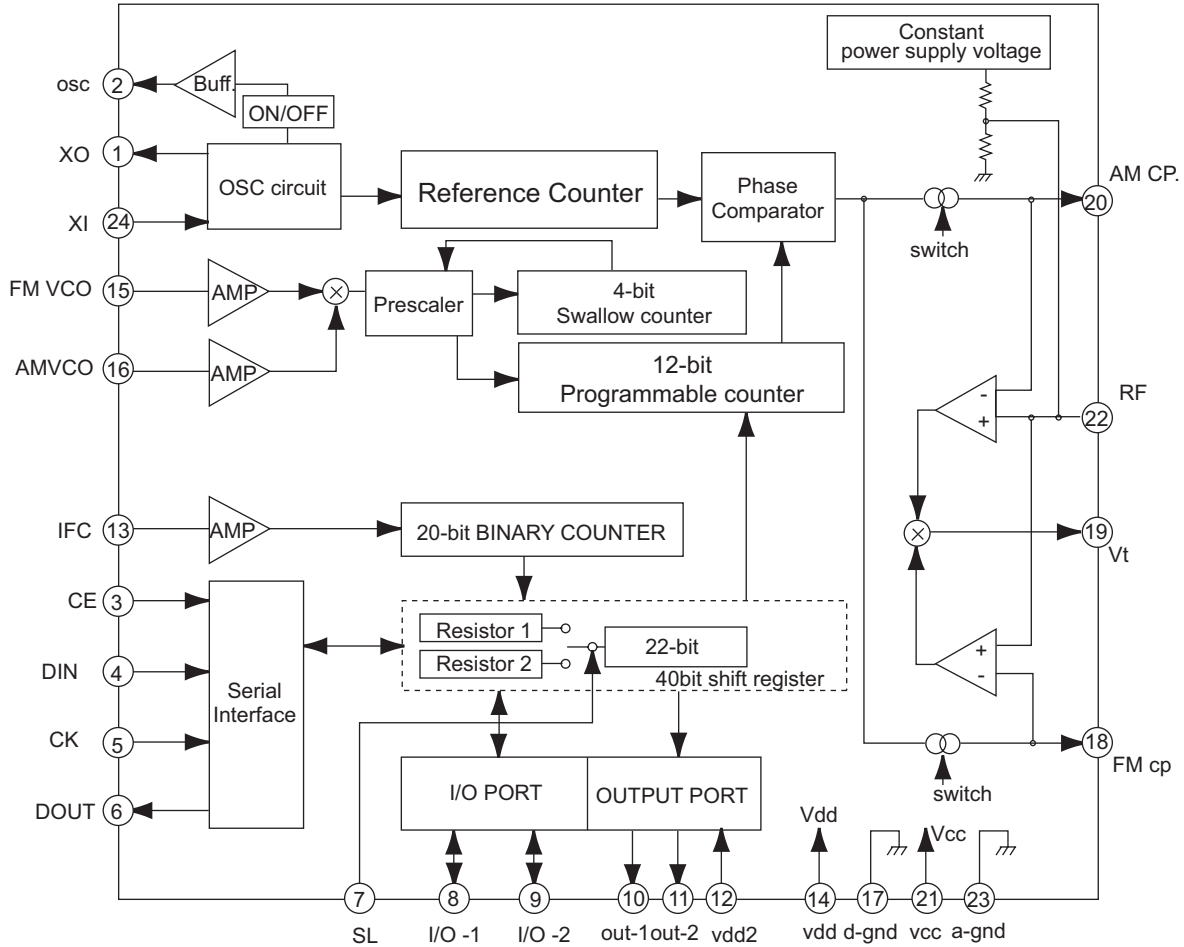 Constant
power supply voltage
osc
2
Buff.
ON/OFF
XO
1
OSC circuit
Reference Counter
Phase
Comparator
AM CP.
20
XI
24
switch
FM VCO
15
AMP
×
Prescaler
4-bit
Swallow counter
AMVCO
16
AMP
12-bit
Programmable counter
-
+
RF
22
IFC
13
AMP
20-bit BINARY COUNTER
×
19
Vt
CE
3
Resistor 1
Resistor 2
22-bit
40bit shift register
DIN
4
Serial
Interface
+
-
CK
5
18
FM cp
switch
DOUT
6
I/O PORT
OUTPUT PORT
Vdd
Vcc
7
8
9
10
11
12
14
17
21
23
SL
I/O -1
I/O -2
out-1
out-2
vdd2
vdd
d-gnd
vcc
a-gnd